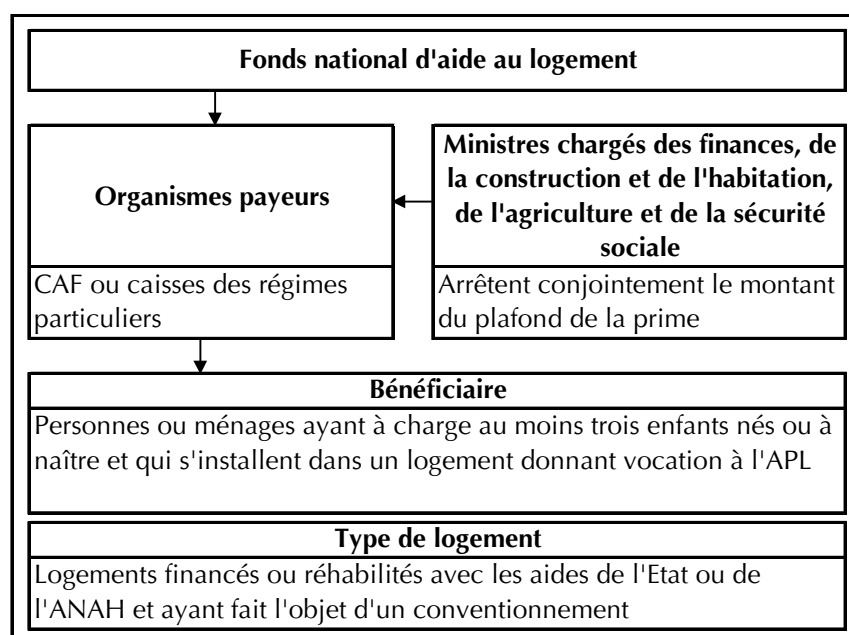 Fonds national d'aide au logement
Organismes payeurs
CAF ou caisses des régimes
particuliers
Ministres chargés des finances, de
la construction et de l'habitation,
de l'agriculture et de la sécurité
sociale
Arrêtent conjointement le montant
du plafond de la prime
Bénéficiaire
Personnes ou ménages ayant à charge au moins trois enfants nés ou à
naître et qui s'installent dans un logement donnant vocation à l'APL
Type de logement
Logements financés ou réhabilités avec les aides de l'Etat ou de
l'ANAH et ayant fait l'objet d'un conventionnement